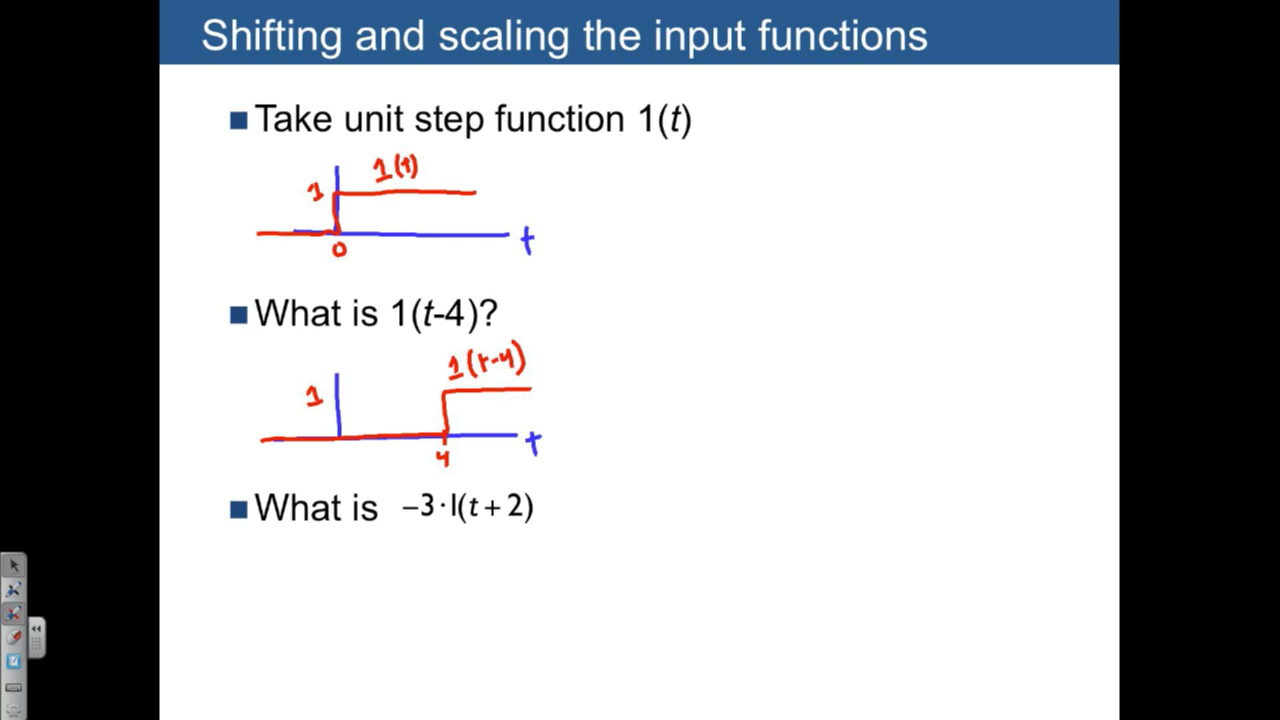 Shifting and scaling the input functions
Take unit step function 1(t)
1(t)
1
t
0
What is 1(t-4)?
1(t-4)
1
t
4
What is –3·1(t + 2)